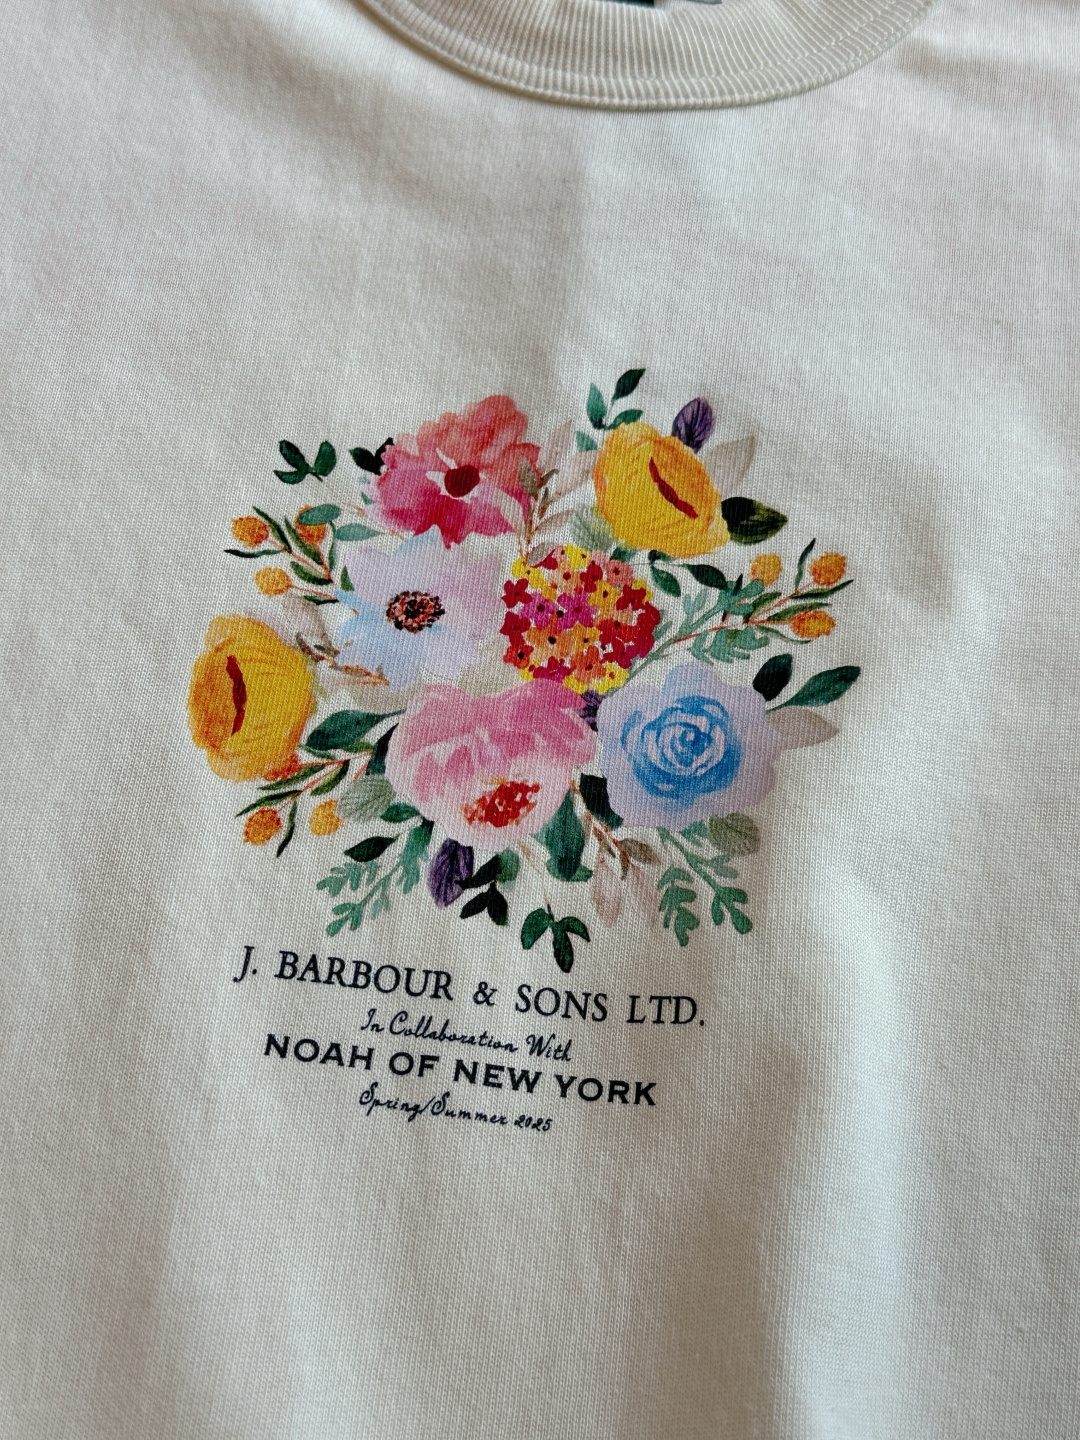 J. BARBOUR & SONS LTD.
In Collaboration With
NOAH OF NEW YORK
Spring/Summer 2025